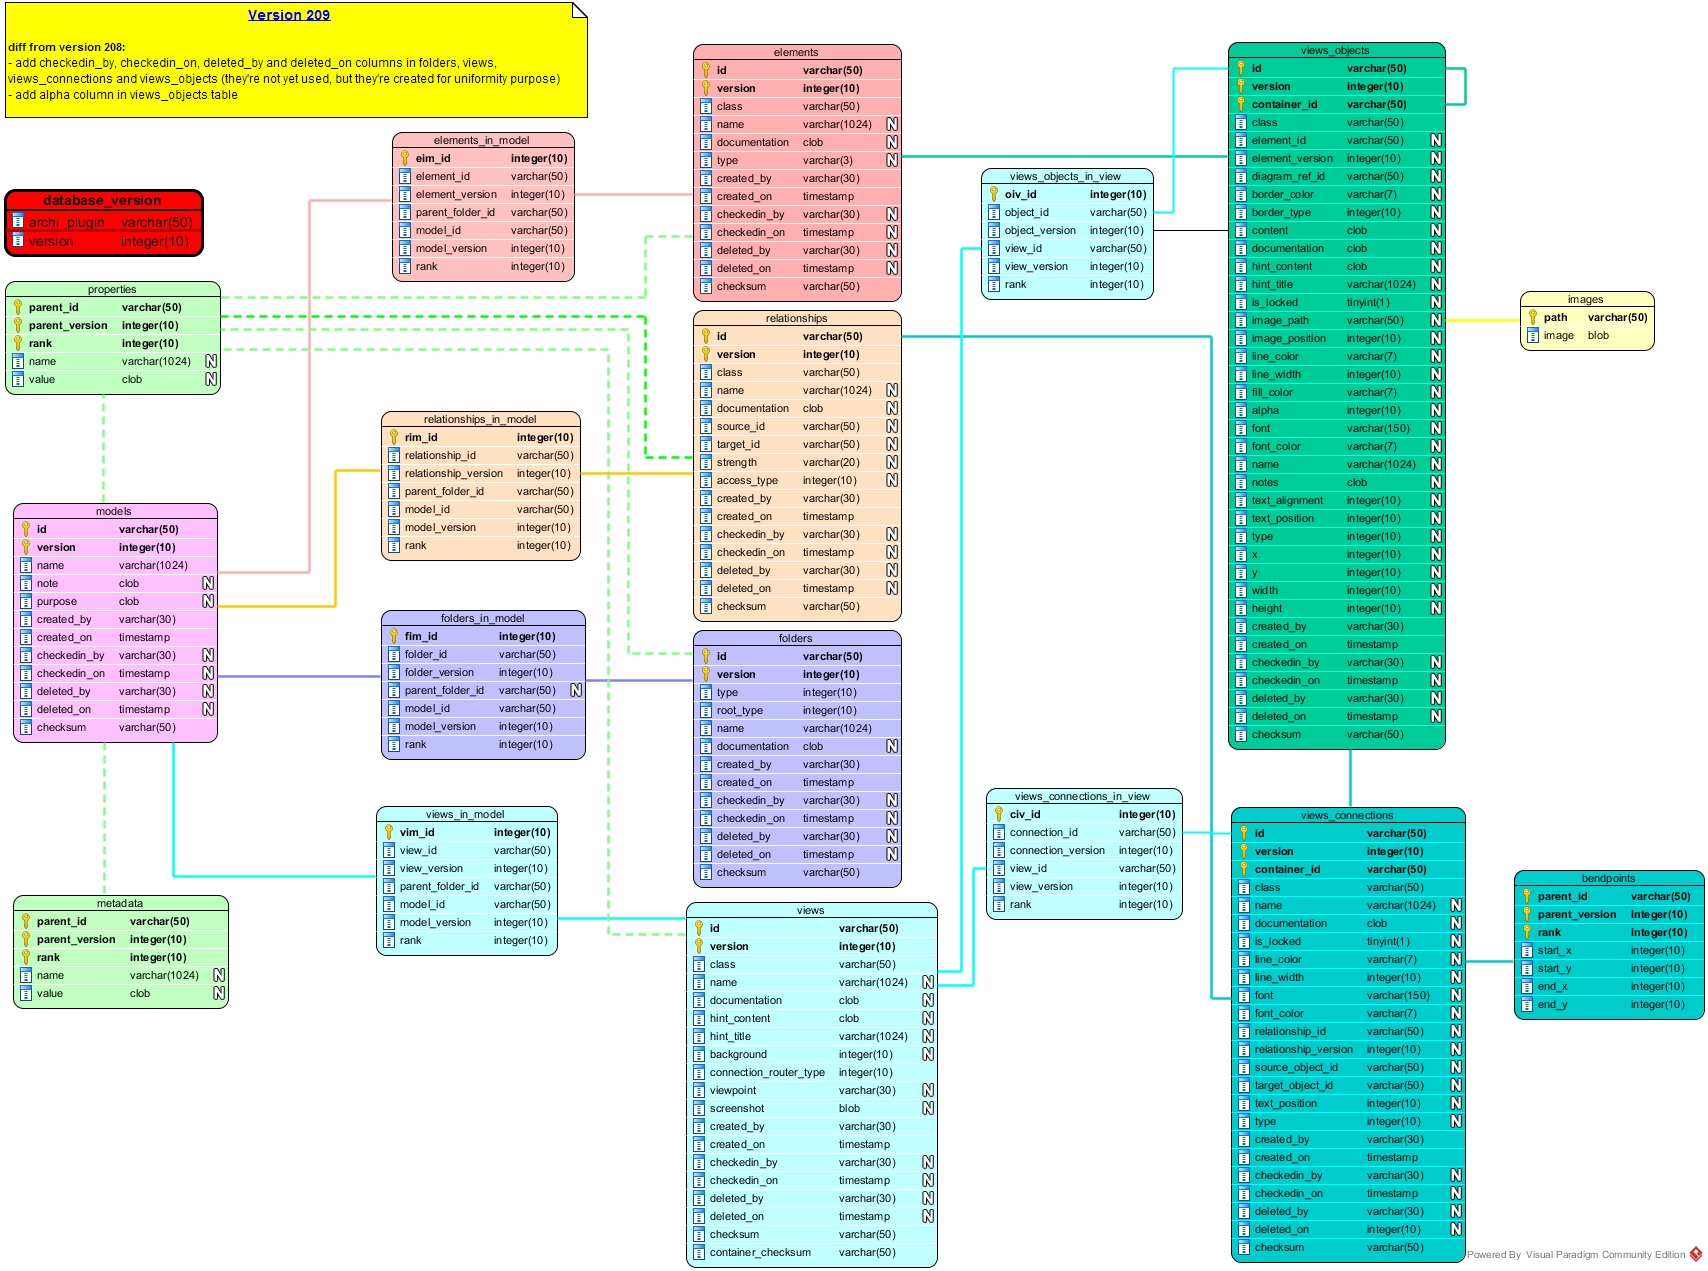 Version 209
diff from version 208:
- add checkedin_by, checkedin_on, deleted_by and deleted_on columns in folders, views,
views_connections and views_objects (they're not yet used, but they're created for uniformity purpose)
- add alpha column in views_objects table
database_version
archi_plugin varchar(50)
version integer(10)
properties
parent_id varchar(50)
parent_version integer(10)
rank integer(10)
name varchar(1024) N
value clob N
models
id varchar(50)
version integer(10)
name varchar(1024)
note clob N
purpose clob N
created_by varchar(30)
created_on timestamp
checkedin_by varchar(30) N
checkedin_on timestamp N
deleted_by varchar(30) N
deleted_on timestamp N
checksum varchar(50)
metadata
parent_id varchar(50)
parent_version integer(10)
rank integer(10)
name varchar(1024) N
value clob N
elements_in_model
eim_id integer(10)
element_id varchar(50)
element_version integer(10)
parent_folder_id varchar(50)
model_id varchar(50)
model_version integer(10)
rank integer(10)
relationships_in_model
rim_id integer(10)
relationship_id varchar(50)
relationship_version integer(10)
parent_folder_id varchar(50)
model_id varchar(50)
model_version integer(10)
rank integer(10)
folders_in_model
fim_id integer(10)
folder_id varchar(50)
folder_version integer(10)
parent_folder_id varchar(50) N
model_id varchar(50)
model_version integer(10)
rank integer(10)
views_in_model
vim_id integer(10)
view_id varchar(50)
view_version integer(10)
parent_folder_id varchar(50)
model_id varchar(50)
model_version integer(10)
rank integer(10)
elements
id varchar(50)
version integer(10)
class varchar(50)
name varchar(1024) N
documentation clob N
type varchar(3) N
created_by varchar(30)
created_on timestamp
checkedin_by varchar(30) N
checkedin_on timestamp N
deleted_by varchar(30) N
deleted_on timestamp N
checksum varchar(50)
relationships
id varchar(50)
version integer(10)
class varchar(50)
name varchar(1024) N
documentation clob N
source_id varchar(50) N
target_id varchar(50) N
strength varchar(20) N
access_type integer(10) N
created_by varchar(30)
created_on timestamp
checkedin_by varchar(30) N
checkedin_on timestamp N
deleted_by varchar(30) N
deleted_on timestamp N
checksum varchar(50)
folders
id varchar(50)
version integer(10)
type integer(10)
root_type integer(10)
name varchar(1024)
documentation clob N
created_by varchar(30)
created_on timestamp
checkedin_by varchar(30) N
checkedin_on timestamp N
deleted_by varchar(30) N
deleted_on timestamp N
checksum varchar(50)
views
id varchar(50)
version integer(10)
class varchar(50)
name varchar(1024) N
documentation clob N
hint_content clob N
hint_title varchar(1024) N
background integer(10) N
connection_router_type integer(10)
viewpoint varchar(30) N
screenshot blob N
created_by varchar(30)
created_on timestamp
checkedin_by varchar(30) N
checkedin_on timestamp N
deleted_by varchar(30) N
deleted_on timestamp N
checksum varchar(50)
container_checksum varchar(50)
views_objects_in_view
oiv_id integer(10)
object_id varchar(50)
object_version integer(10)
view_id varchar(50)
view_version integer(10)
rank integer(10)
views_connections_in_view
civ_id integer(10)
connection_id varchar(50)
connection_version integer(10)
view_id varchar(50)
view_version integer(10)
rank integer(10)
views_objects
id varchar(50)
version integer(10)
container_id varchar(50)
class varchar(50)
element_id varchar(50) N
element_version integer(10) N
diagram_ref_id varchar(50) N
border_color varchar(7) N
border_type integer(10) N
content clob N
documentation clob N
hint_content clob N
hint_title varchar(1024) N
is_locked tinyint(1) N
image_path varchar(50) N
image_position integer(10) N
line_color varchar(7) N
line_width integer(10) N
fill_color varchar(7) N
alpha integer(10) N
font varchar(150) N
font_color varchar(7) N
name varchar(1024) N
notes clob N
text_alignment integer(10) N
text_position integer(10) N
type integer(10) N
x integer(10) N
y integer(10) N
width integer(10) N
height integer(10) N
created_by varchar(30)
created_on timestamp
checkedin_by varchar(30) N
checkedin_on timestamp N
deleted_by varchar(30) N
deleted_on timestamp N
checksum varchar(50)
images
path varchar(50)
image blob
views_connections
id varchar(50)
version integer(10)
container_id varchar(50)
class varchar(50)
name varchar(1024) N
documentation clob N
is_locked tinyint(1) N
line_color varchar(7) N
line_width integer(10) N
font varchar(150) N
font_color varchar(7) N
relationship_id varchar(50) N
relationship_version integer(10) N
source_object_id varchar(50) N
target_object_id varchar(50) N
text_position integer(10) N
type integer(10) N
created_by varchar(30)
created_on timestamp
checkedin_by varchar(30) N
checkedin_on timestamp N
deleted_by varchar(30) N
deleted_on integer(10) N
checksum varchar(50)
bendpoints
parent_id varchar(50)
parent_version integer(10)
rank integer(10)
start_x integer(10)
start_y integer(10)
end_x integer(10)
end_y integer(10)
Powered By Visual Paradigm Community Edition